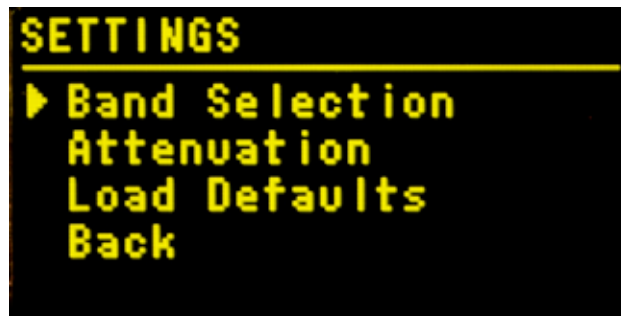 SETTINGS
Band Selection
Attenuation
Load Defaults
Back